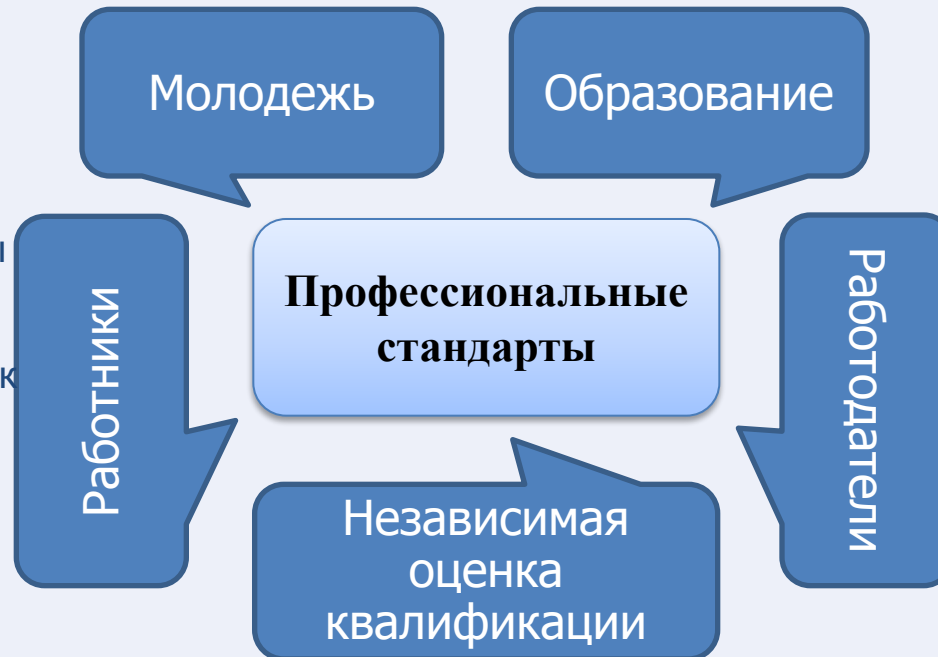 Молодежь
Образование
Работники
Профессиональные
стандарты
Работодатели
Независимая
оценка
квалификации